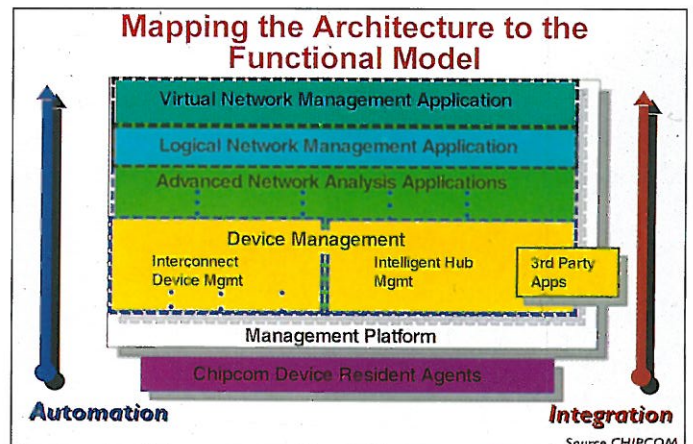 Mapping the Architecture to the
Functional Model
Virtual Network Management Application
Logical Network Management Application
Advanced Network Analysis Applications
Device Management
Interconnect
Device Mgmt
Intelligent Hub
Mgmt
3rd Party
Apps
Management Platform
Chipcom Device Resident Agents
Automation
Integration
Source CHIPCOM